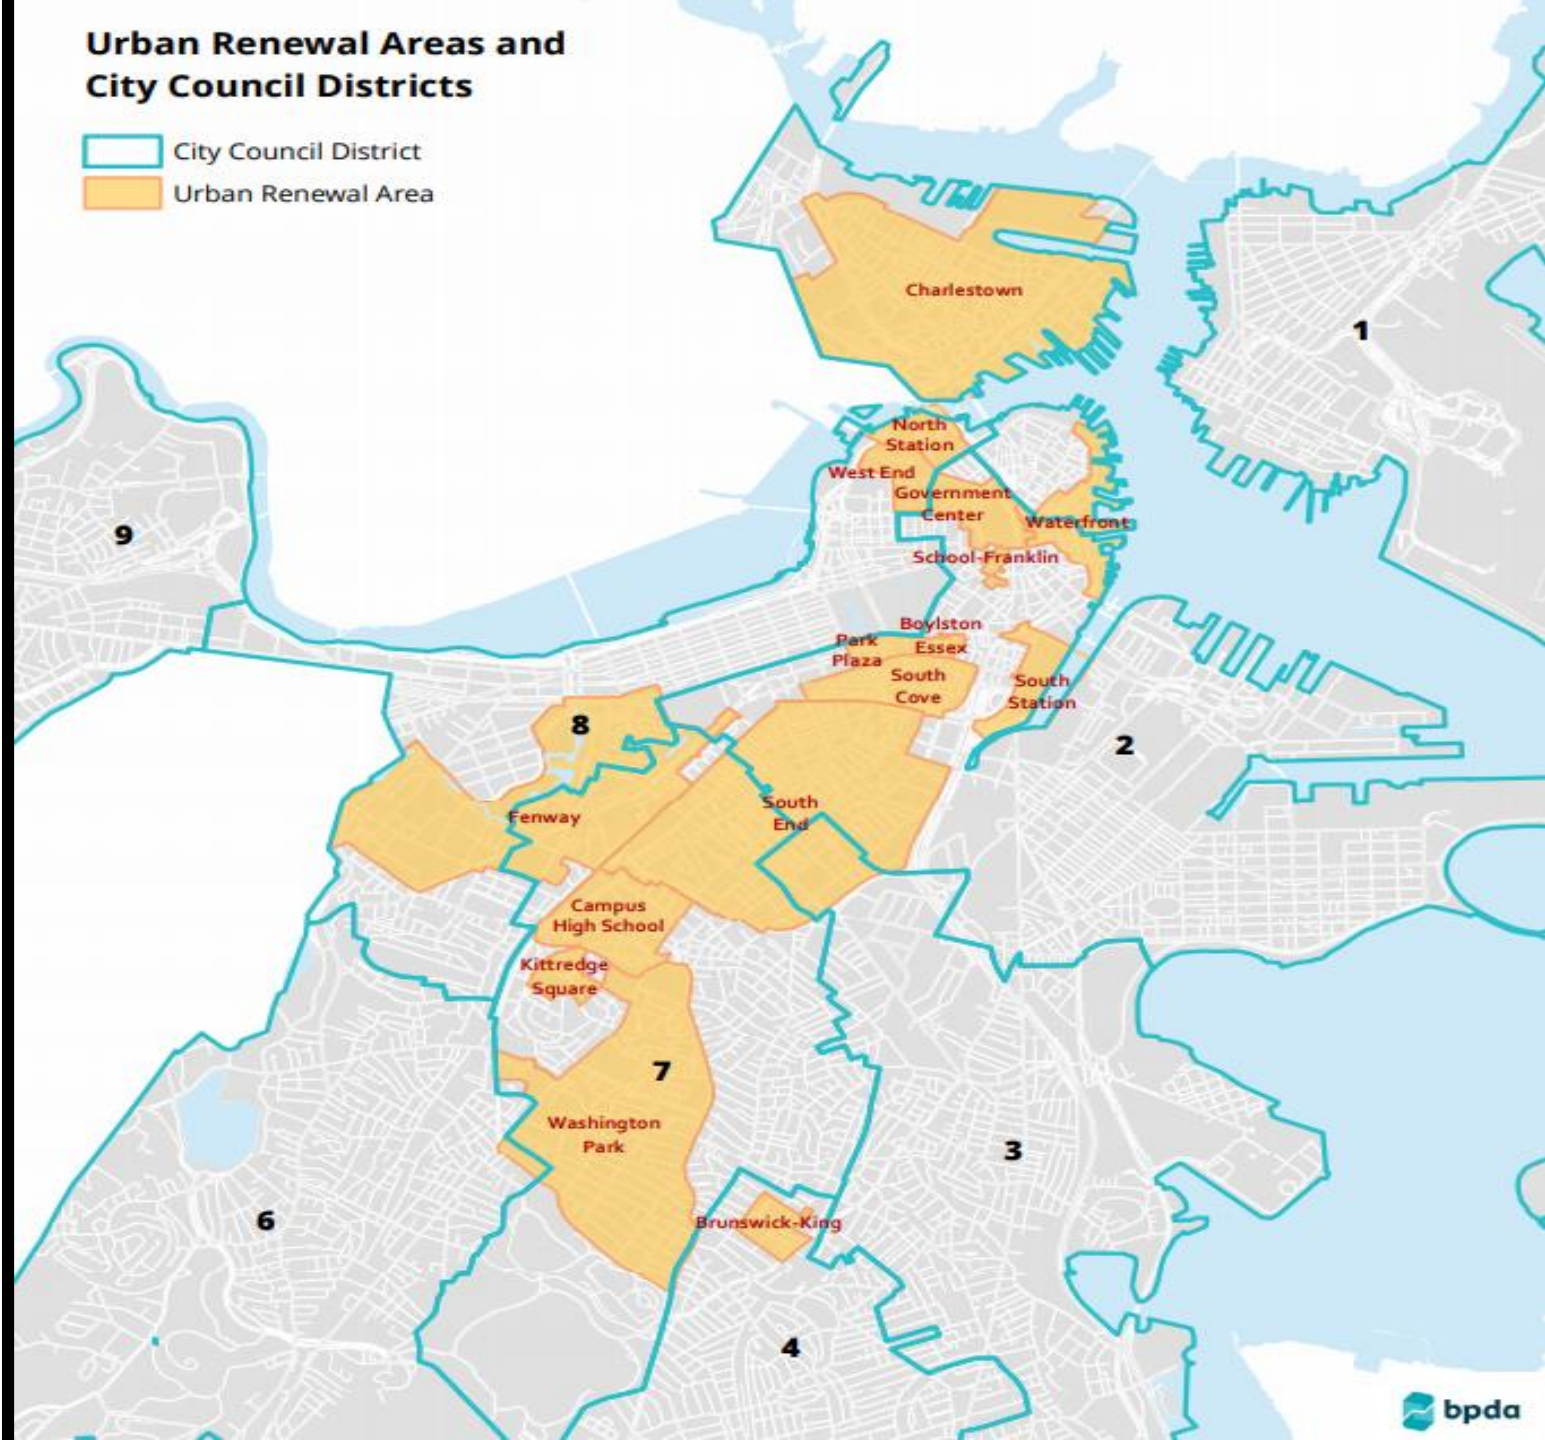 Urban Renewal Areas and
City Council Districts
City Council District
Urban Renewal Area
Charlestown
1
North
Station
West End
Government
Center
Waterfront
9
School-Franklin
Boylston
Essex
Park
Plaza
South
Cove
South
Station
8
2
South
End
Fenway
Campus
High School
Kittredge
Square
7
Washington
Park
3
6
Brunswick-King
4
bpda